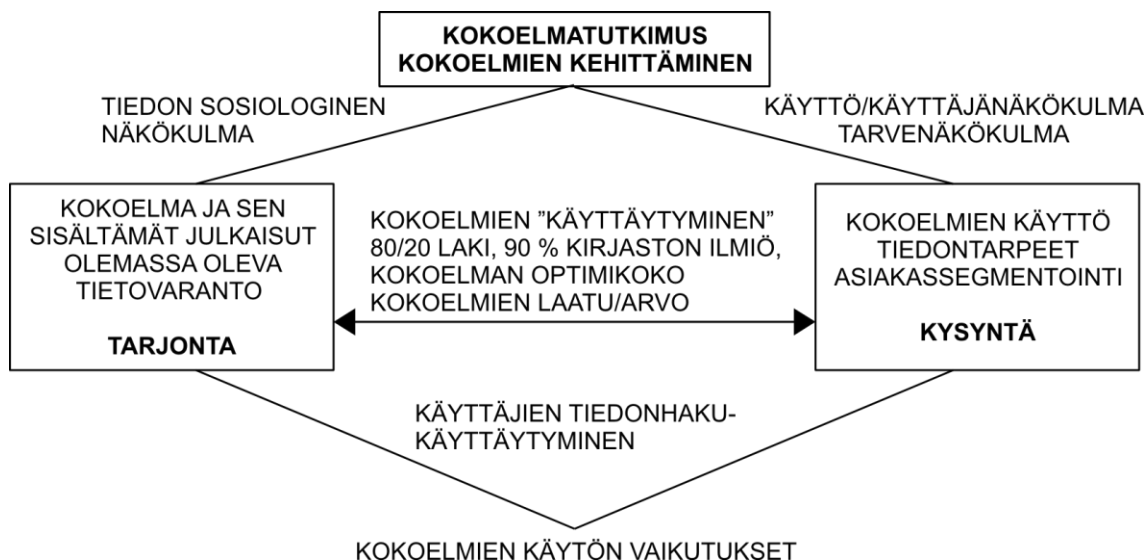 KOKOELMATUTKIMUS
KOKOELMIEN KEHITTÄMINEN
TIEDON SOSIOLOGINEN
NÄKÖKULMA
KÄYTTÖ/KÄYTTÄJÄNÄKÖKULMA
TARVENÄKÖKULMA
KOKOELMA JA SEN
SISÄLTÄMÄT JULKAISUT
OLEMASSA OLEVA
TIETOVARANTO
TARJONTA
KOKOELMIEN ”KÄYTTÄYTYMINEN”
80/20 LAKI, 90 % KIRJASTON ILMIÖ,
KOKOELMAN OPTIMIKOKO
KOKOELMIEN LAATU/ARVO
KOKOELMIEN KÄYTTÖ
TIEDONTARPEET
ASIAKASSEGMENTOINTI
KYSYNTÄ
KÄYTTÄJIEN TIEDONHAKU-
KÄYTTÄYTYMINEN
KOKOELMIEN KÄYTÖN VAIKUTUKSET